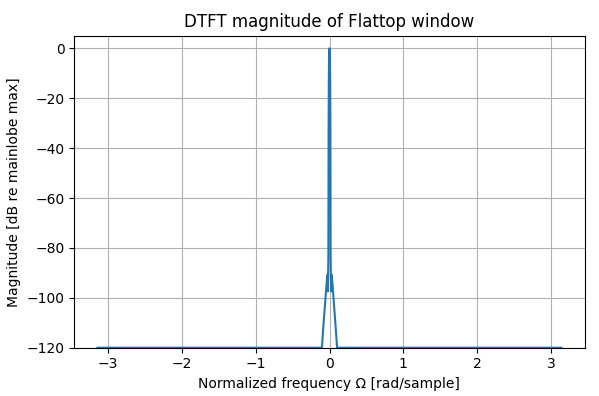 DTFT magnitude of Flattop window
0
−20
−40
−60
−80
−100
−120
Magnitude [dB re mainlobe max]
−3 −2 −1 0 1 2 3
Normalized frequency Ω [rad/sample]